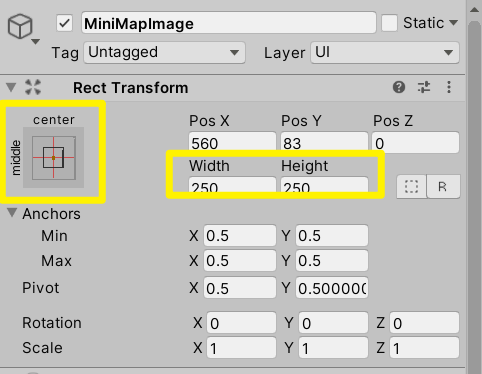 MiniMapImage Static
Tag Untagged Layer UI
Rect Transform
center
middle
Pos X Pos Y Pos Z
560 83 0
Width Height
250 250
R
Anchors
Min X 0.5 Y 0.5
Max X 0.5 Y 0.5
Pivot X 0.5 Y 0.500000
Rotation X 0 Y 0 Z 0
Scale X 1 Y 1 Z 1